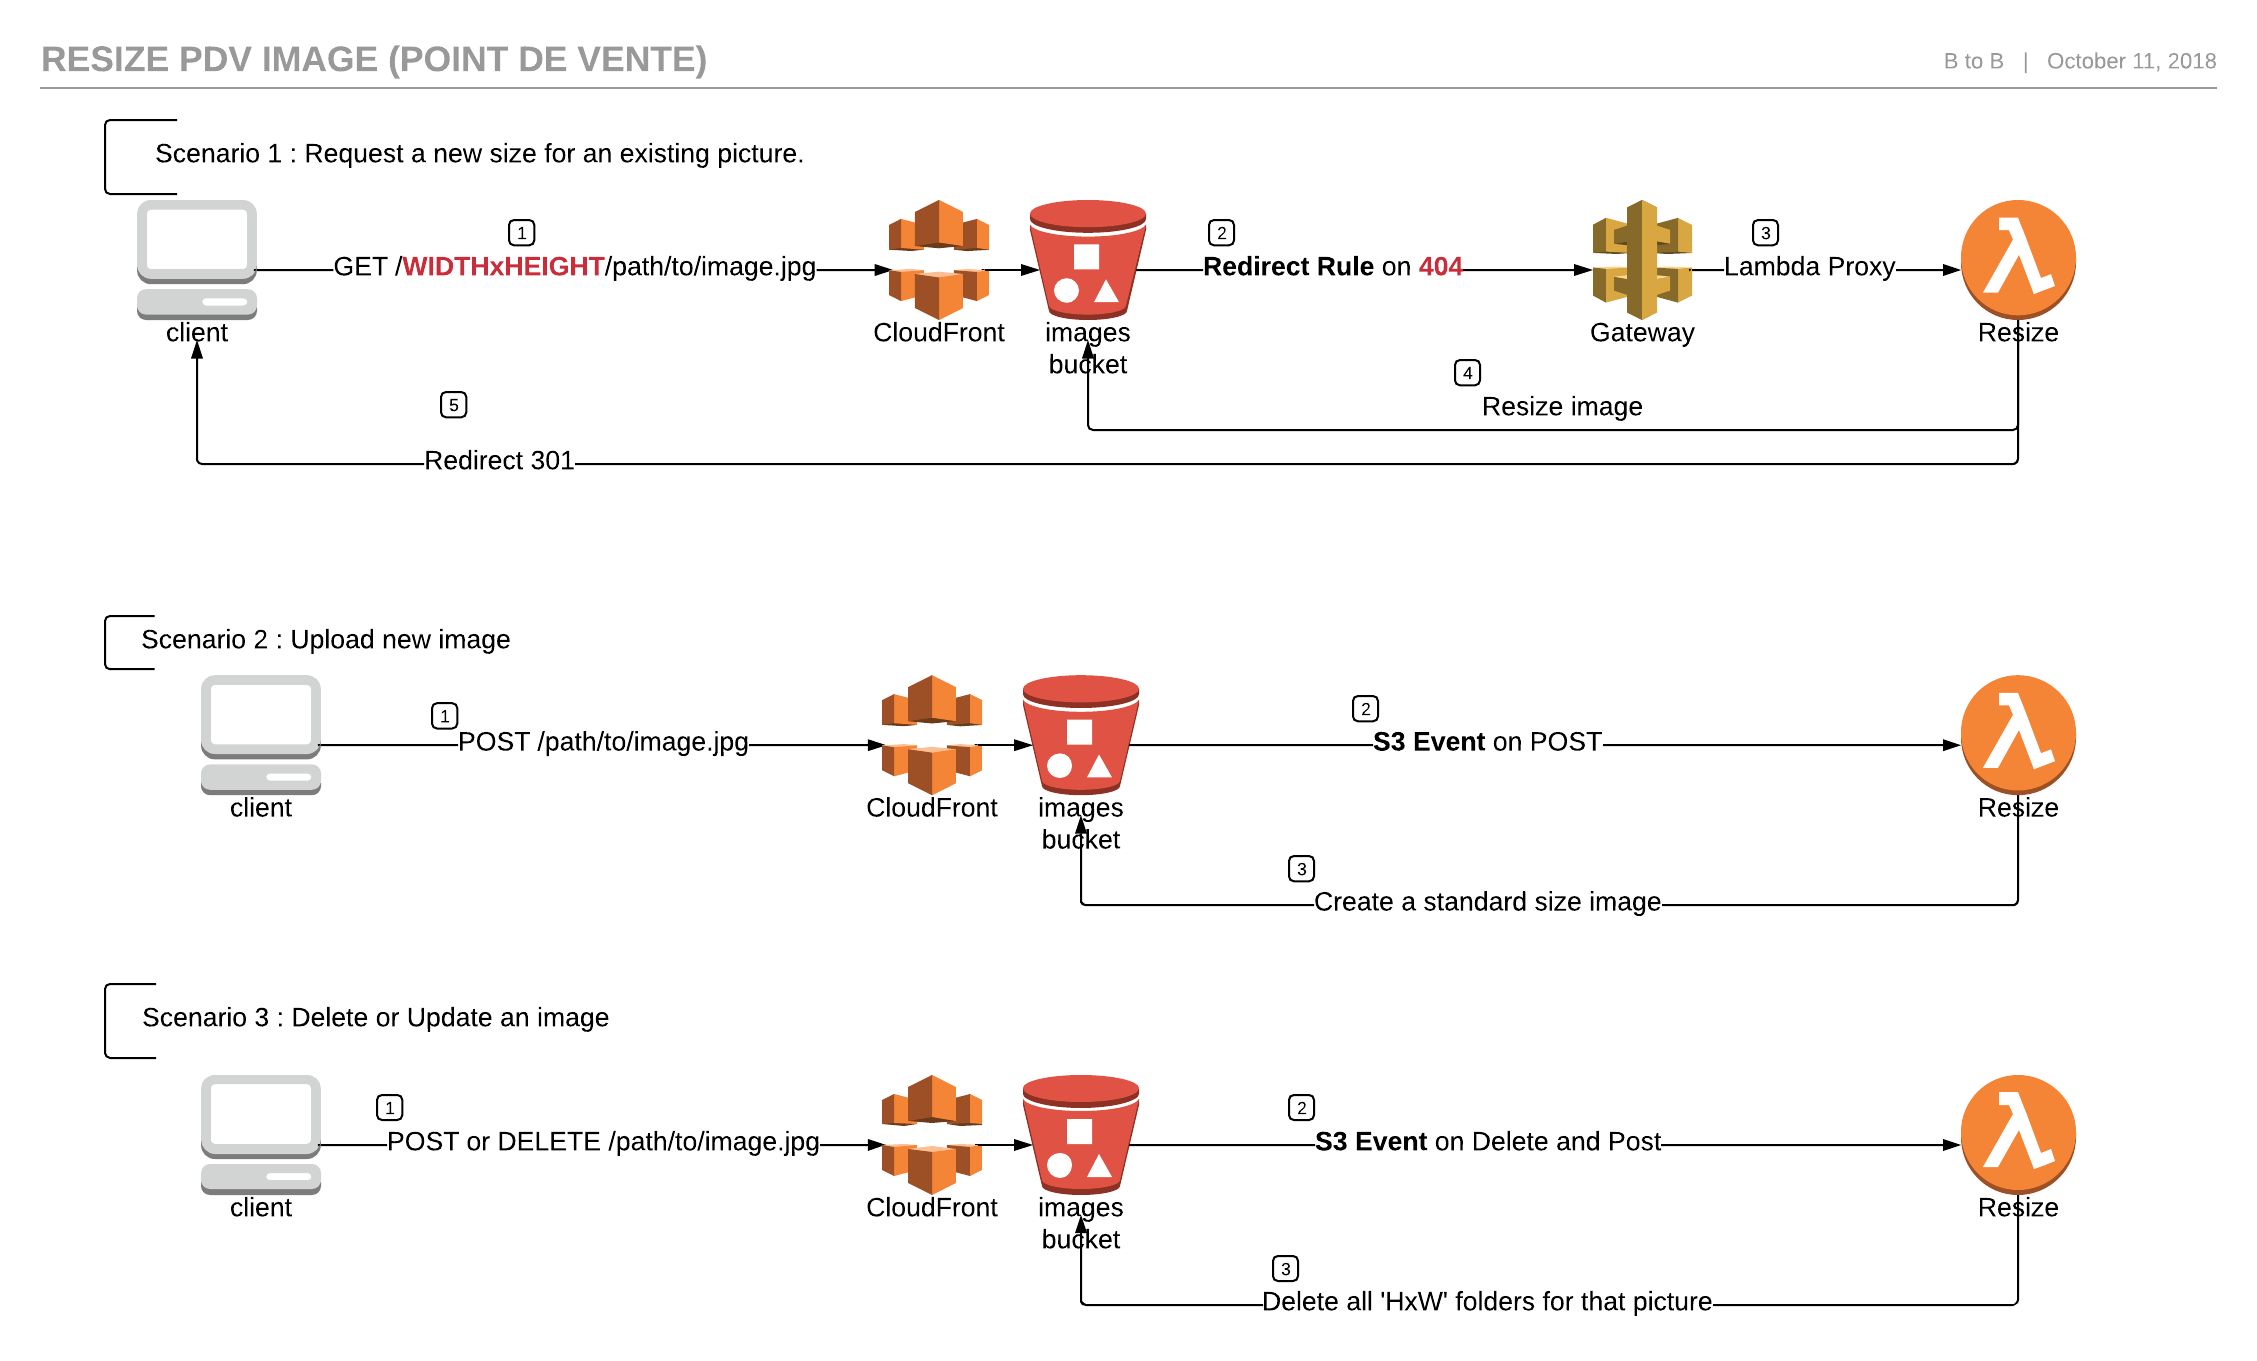 RESIZE PDV IMAGE (POINT DE VENTE)
B to B | October 11, 2018
Scenario 1 : Request a new size for an existing picture.
1
GET /WIDTHxHEIGHT/path/to/image.jpg
2
Redirect Rule on 404
3
Lambda Proxy
client
CloudFront
images
bucket
Gateway
Resize
4
Resize image
5
Redirect 301
Scenario 2 : Upload new image
1
POST /path/to/image.jpg
2
S3 Event on POST
client
CloudFront
images
bucket
Resize
3
Create a standard size image
Scenario 3 : Delete or Update an image
1
POST or DELETE /path/to/image.jpg
2
S3 Event on Delete and Post
client
CloudFront
images
bucket
Resize
3
Delete all 'HxW' folders for that picture